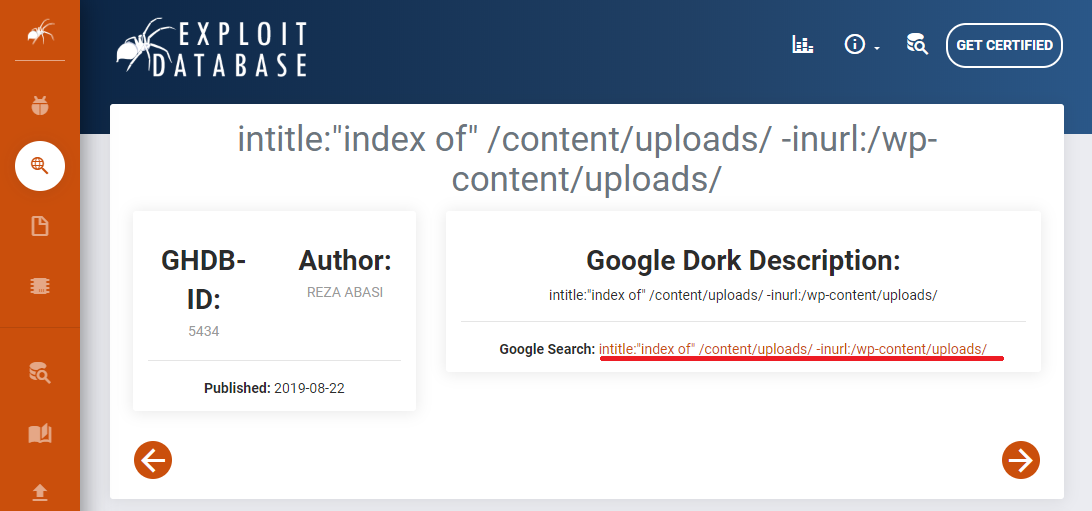 EXPLOIT
DATABASE
GET CERTIFIED
intitle:"index of" /content/uploads/ -inurl:/wp-
content/uploads/
GHDB-
ID:
5434
Author:
REZA ABASI
Published: 2019-08-22
Google Dork Description:
intitle:"index of" /content/uploads/ -inurl:/wp-content/uploads/
Google Search: intitle:"index of" /content/uploads/ -inurl:/wp-content/uploads/